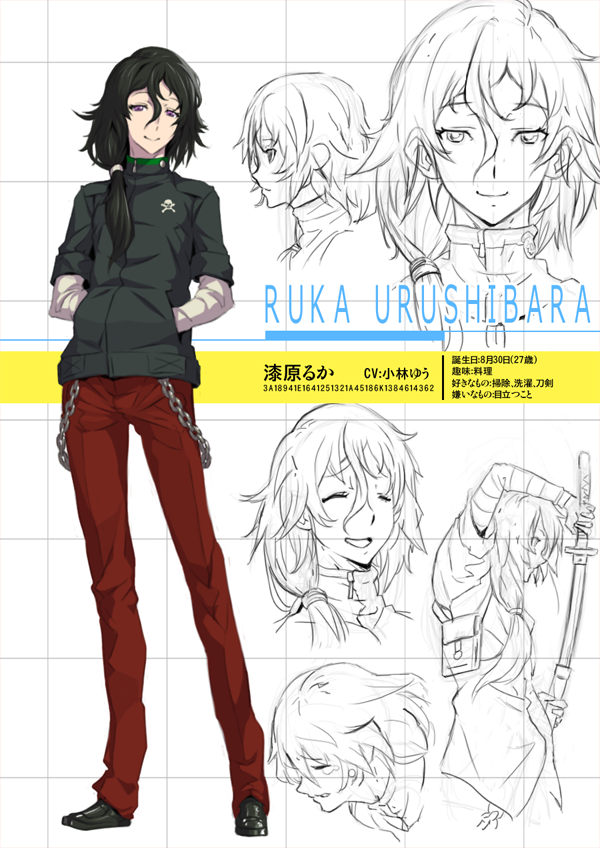 RUKA URUSHIBARA
漆原るか CV:小林ゆう
3A18941E1641251321A45186K1384614362
誕生日:8月30日(27歳)
趣味:料理
好きなもの:掃除、洗濯、刀剣
嫌いなもの:目立つこと